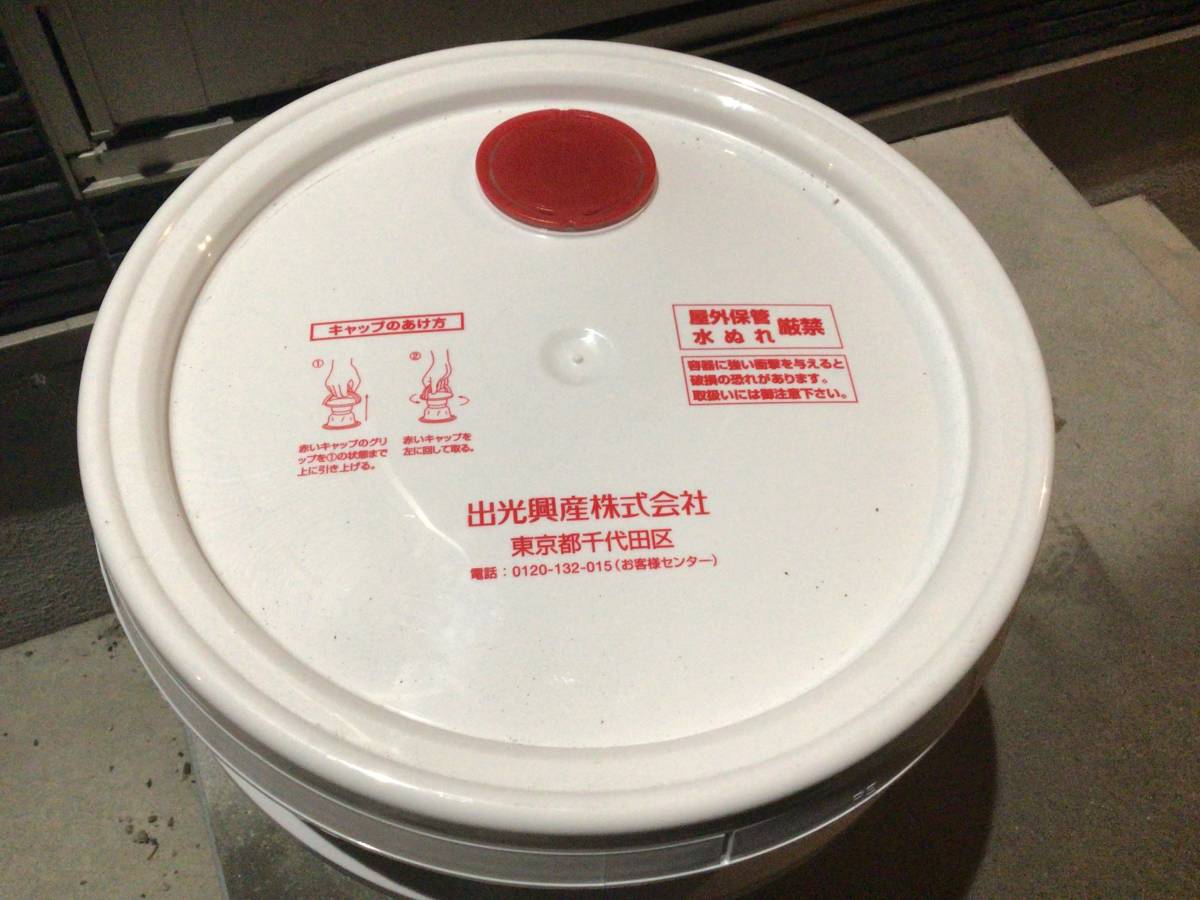 キャップのあけ方
①
②
赤いキャップのグリ
ップを①の状態まで
上に引き上げる。
赤いキャップを
左に回して取る。
屋外保管
水ぬれ
厳禁
容器に強い衝撃を与えると
破損の恐れがあります。
取扱いには御注意下さい。
出光興産株式会社
東京都千代田区
電話：0120-132-015（お客様センター）